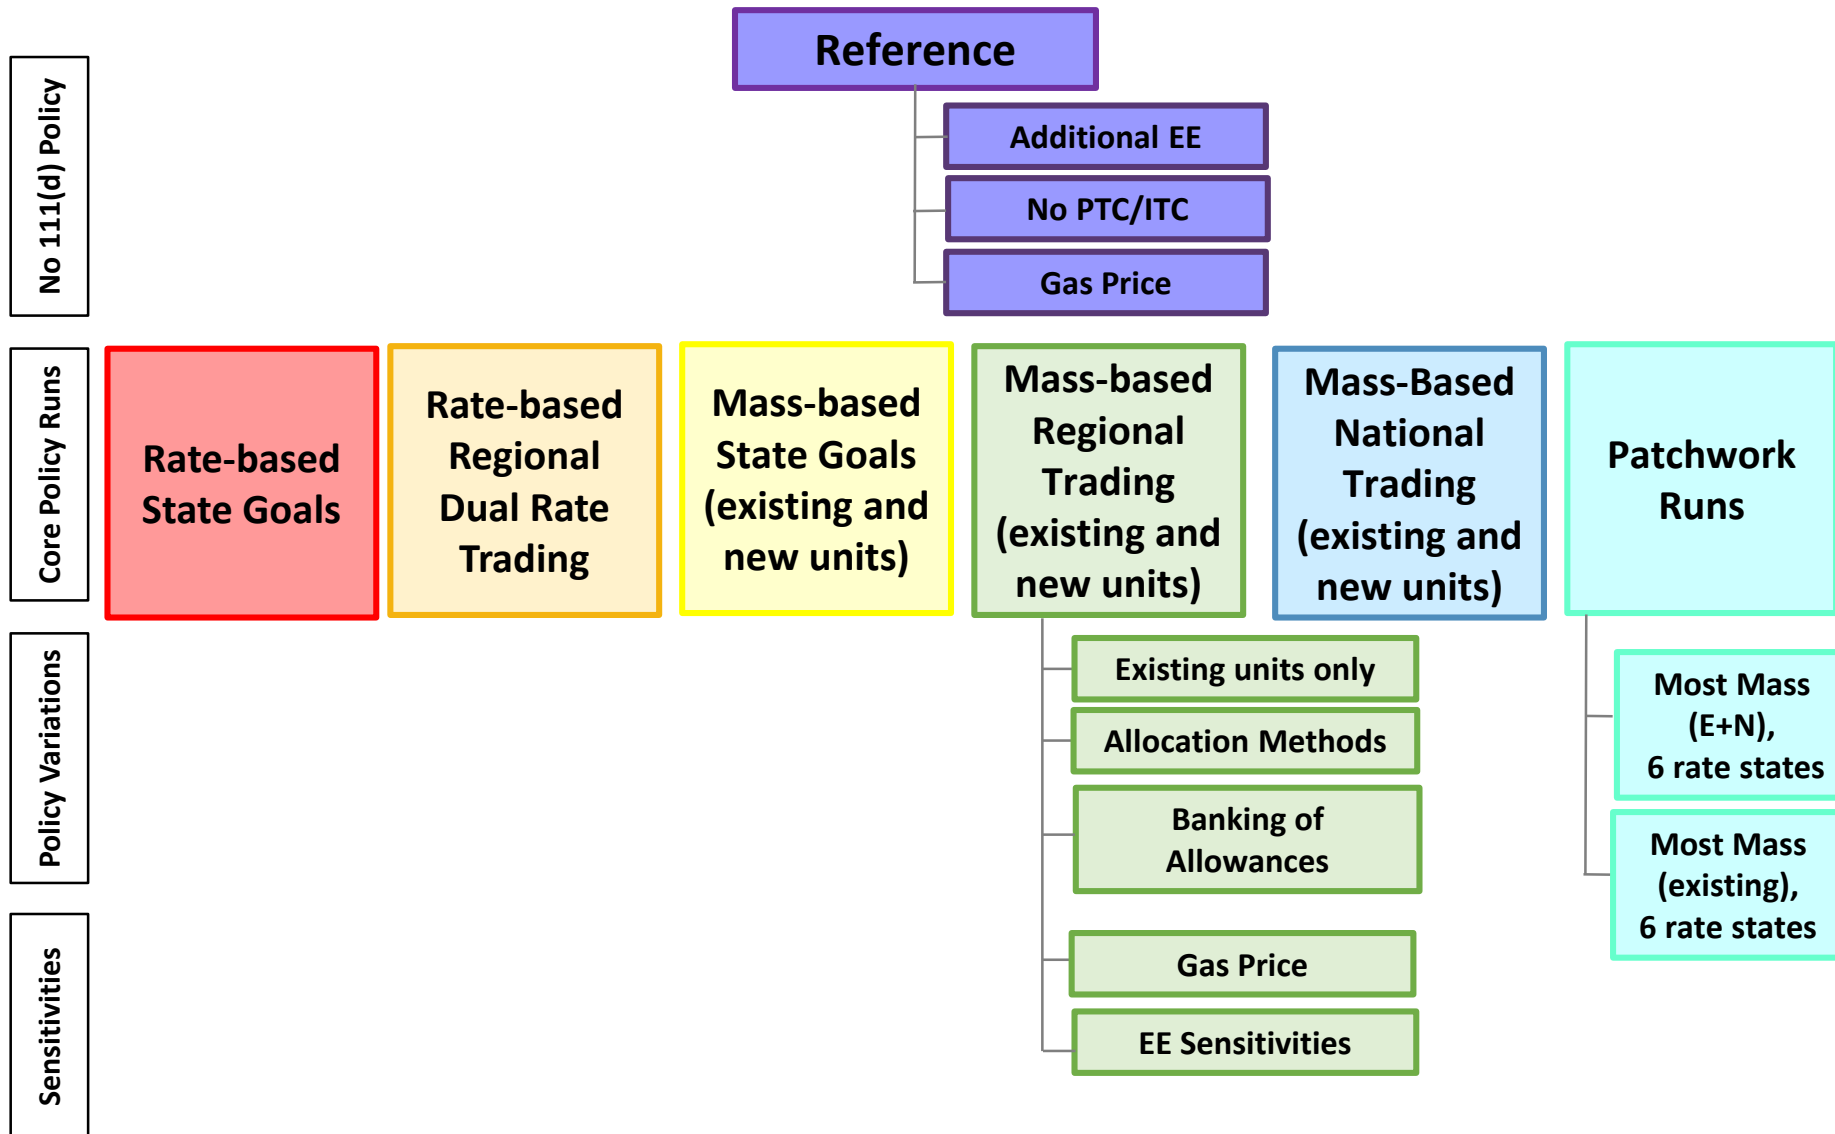 Reference
No 111(d) Policy
Additional EE
No PTC/ITC
Gas Price
Core Policy Runs
Rate-based
State Goals
Rate-based
Regional
Dual Rate
Trading
Mass-based
State Goals
(existing and
new units)
Mass-based
Regional
Trading
(existing and
new units)
Mass-Based
National
Trading
(existing and
new units)
Patchwork
Runs
Policy Variations
Existing units only
Allocation Methods
Banking of
Allowances
Most Mass
(E+N),
6 rate states
Most Mass
(existing),
6 rate states
Sensitivities
Gas Price
EE Sensitivities